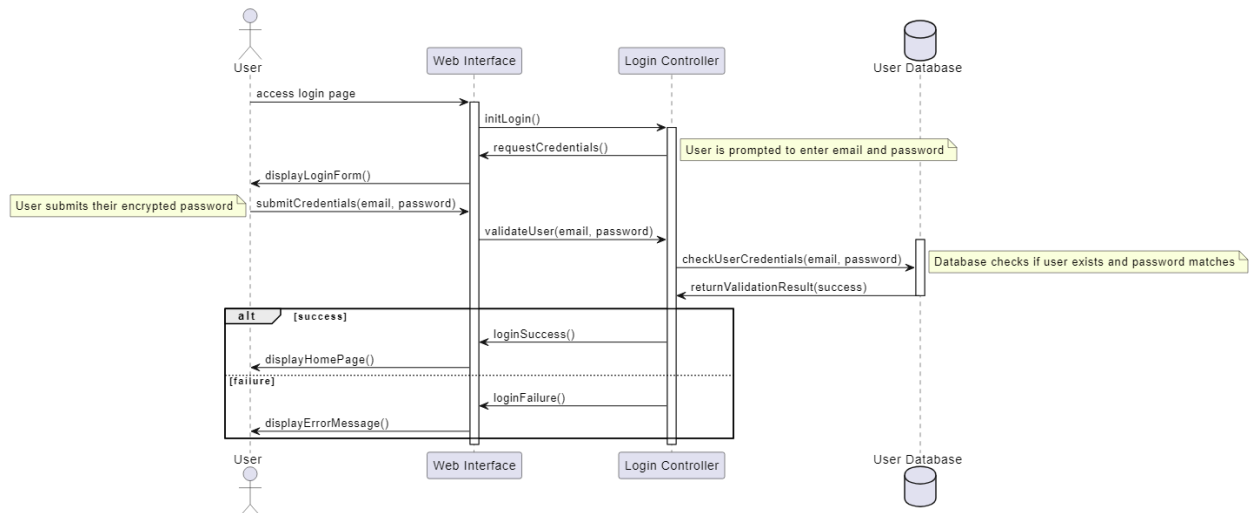 User
Web Interface
Login Controller
User Database
access login page
initLogin()
requestCredentials()
User is prompted to enter email and password
displayLoginForm()
User submits their encrypted password
submitCredentials(email, password)
validateUser(email, password)
checkUserCredentials(email, password)
Database checks if user exists and password matches
returnValidationResult(success)
alt
[success]
loginSuccess()
displayHomePage()
[failure]
loginFailure()
displayErrorMessage()
User
Web Interface
Login Controller
User Database